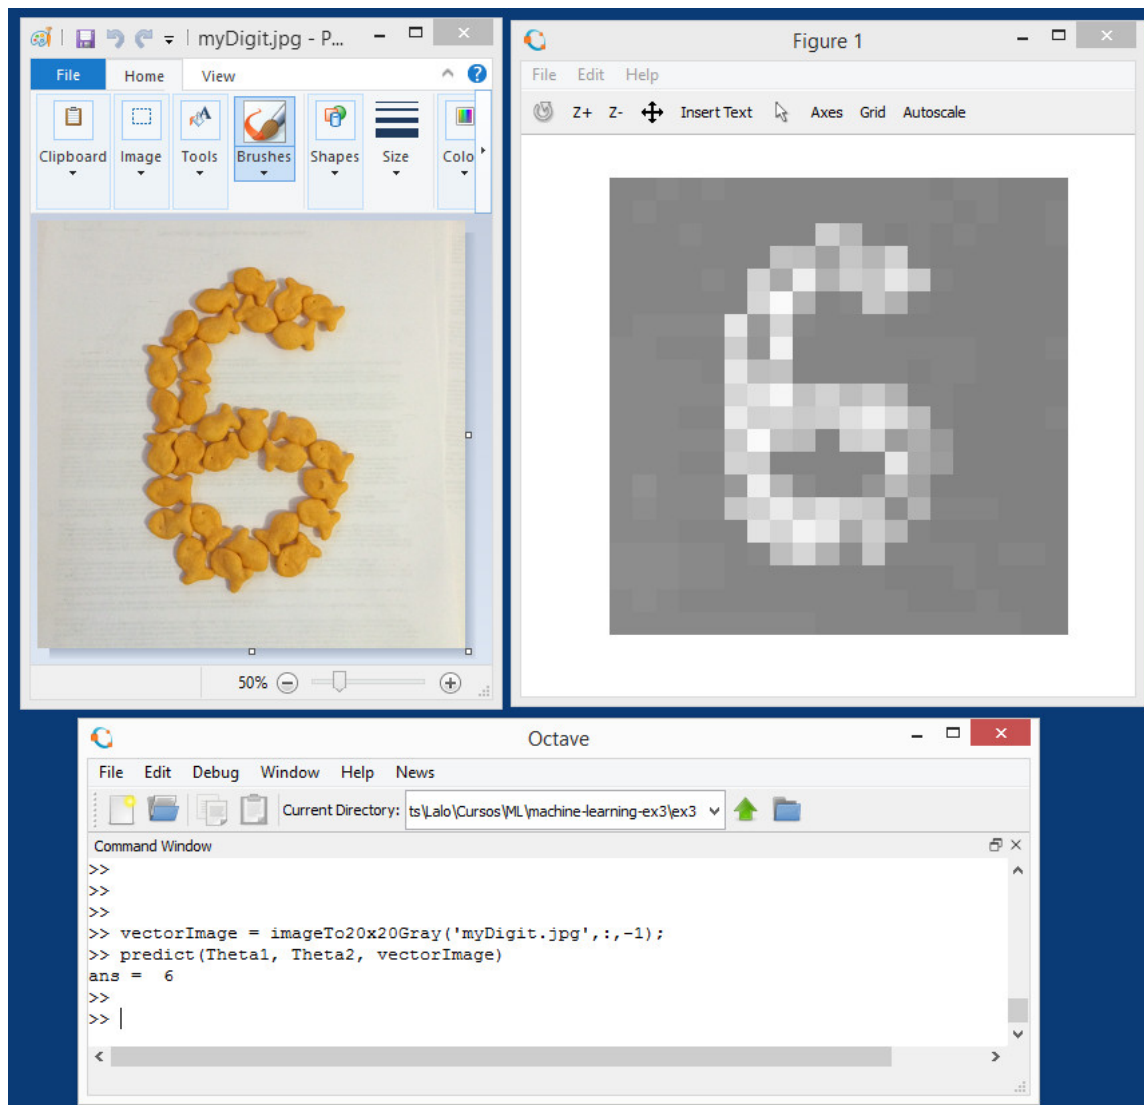 myDigit.jpg - P...
File Home View
Clipboard Image Tools Brushes Shapes Size Colo
50%
Figure 1
File Edit Help
Z+ Z- Insert Text Axes Grid Autoscale
Octave
File Edit Debug Window Help News
Current Directory: ts\Lalo\Cursos\ML\machine-learning-ex3\ex3
Command Window
>>
>>
>>
>> vectorImage = imageTo20x20Gray('myDigit.jpg',:,-1);
>> predict(Theta1, Theta2, vectorImage)
ans =  6
>>
>>